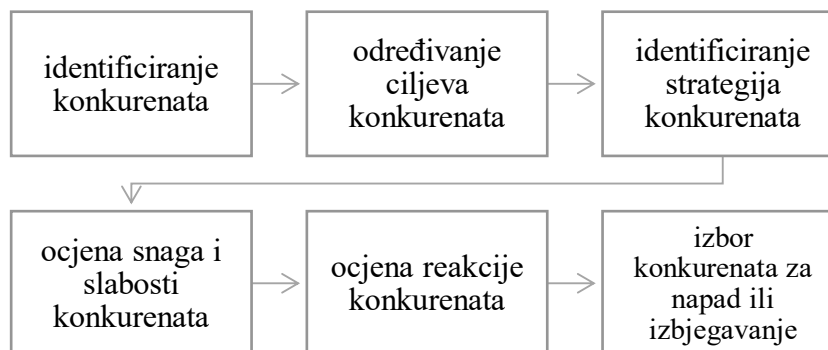 identificiranje
konkurenata
određivanje
ciljeva
konkurenata
identificiranje
strategija
konkurenata
ocjena snaga i
slabosti
konkurenata
ocjena reakcije
konkurenata
izbor
konkurenata za
napad ili
izbjegavanje